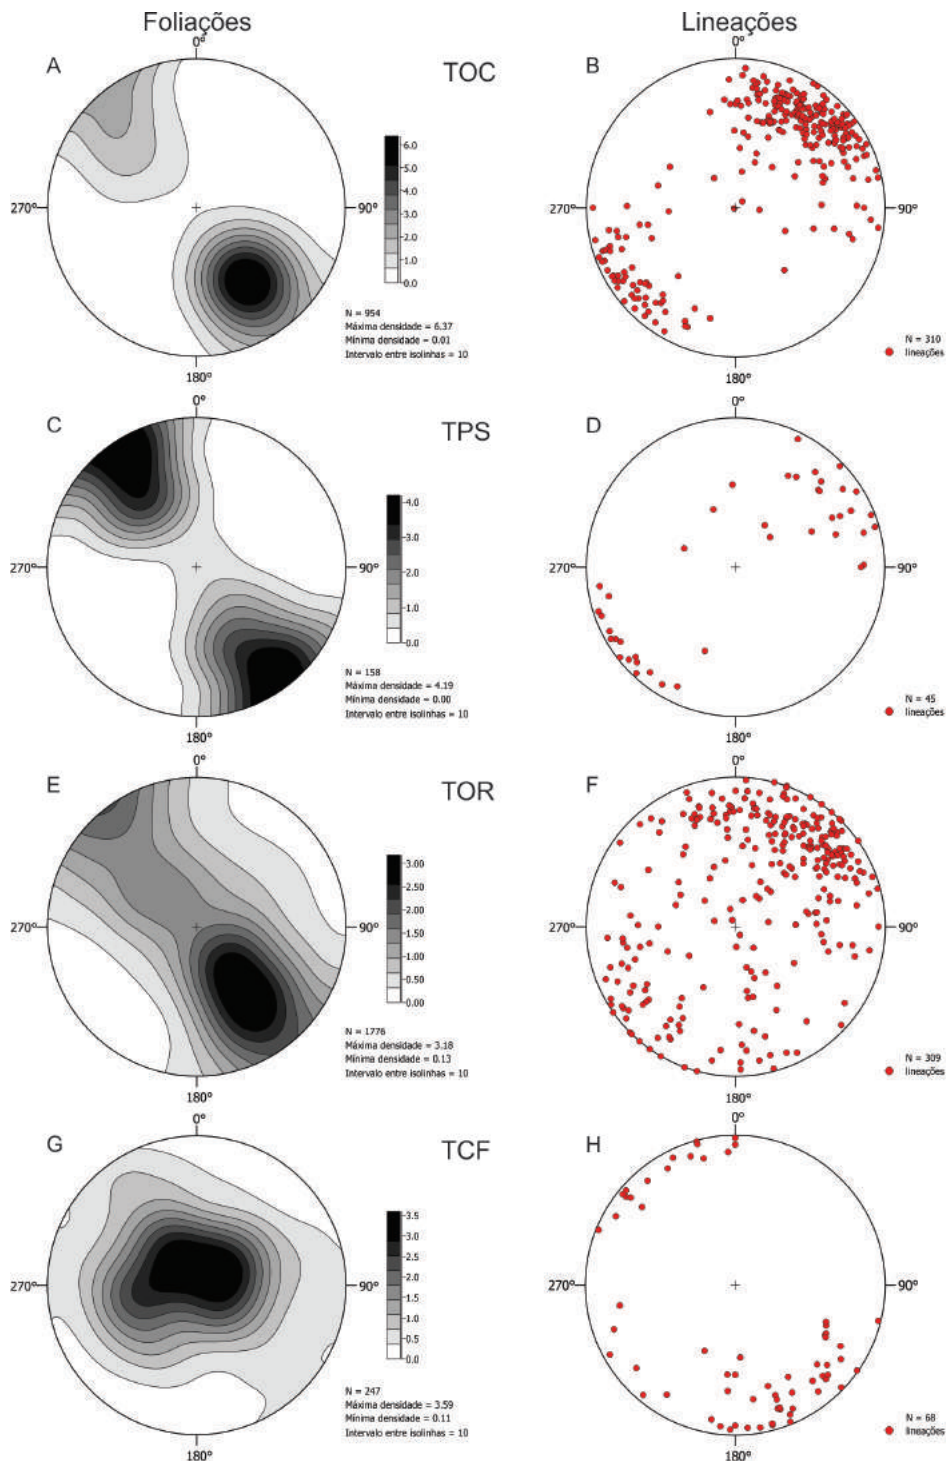 Foliações
Lineações
A
0°
TOC
B
0°
270°
90°
6.0
5.0
4.0
3.0
2.0
1.0
0.0
270°
90°
N = 954
Máxima densidade = 6.37
Mínima densidade = 0.01
Intervalo entre isolinhas = 10
N = 310
lineações
180°
180°
C
0°
TPS
D
0°
270°
90°
4.0
3.0
2.0
1.0
0.0
270°
90°
N = 158
Máxima densidade = 4.19
Mínima densidade = 0.00
Intervalo entre isolinhas = 10
N = 45
lineações
180°
180°
E
0°
TOR
F
0°
270°
90°
3.00
2.50
2.00
1.50
1.00
0.50
0.00
270°
90°
N = 1776
Máxima densidade = 3.18
Mínima densidade = 0.13
Intervalo entre isolinhas = 10
N = 309
lineações
180°
180°
G
0°
TCF
H
0°
270°
90°
3.5
3.0
2.5
2.0
1.5
1.0
0.5
0.0
270°
90°
N = 247
Máxima densidade = 3.59
Mínima densidade = 0.11
Intervalo entre isolinhas = 10
N = 68
lineações
180°
180°